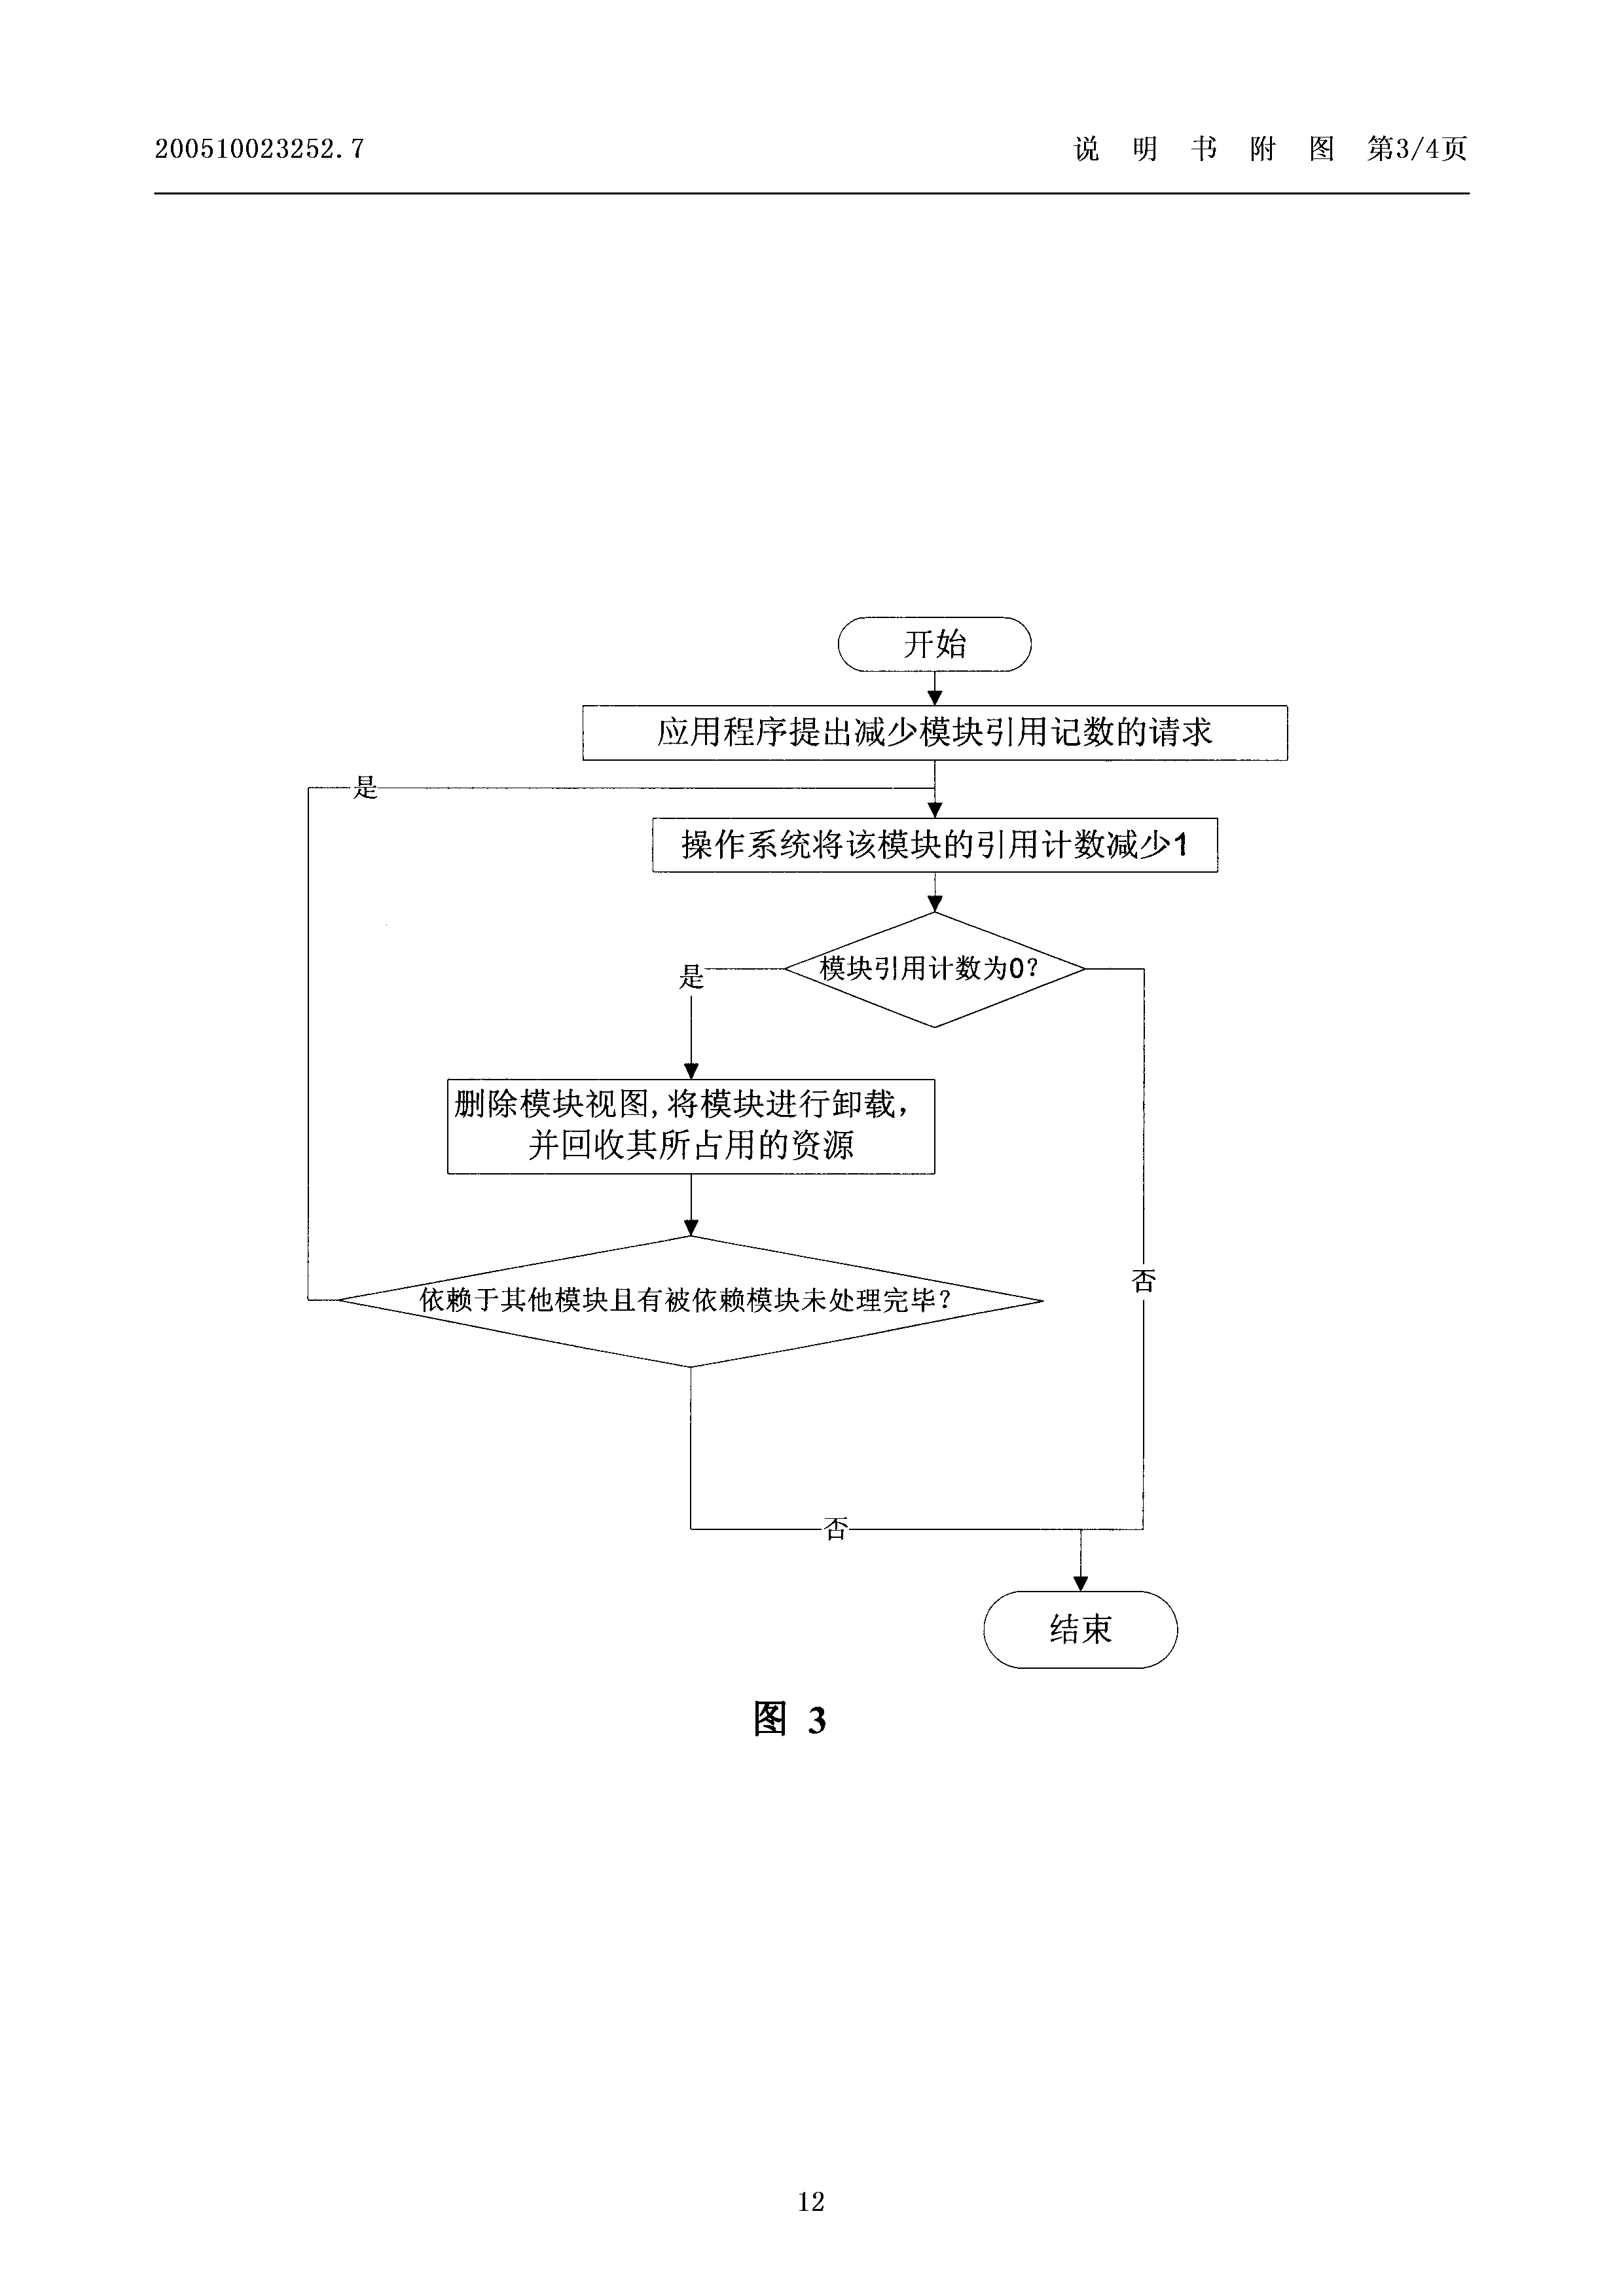 200510023252.7
说 明 书 附 图 第3/4页
开始
应用程序提出减少模块引用记数的请求
是
操作系统将该模块的引用计数减少1
模块引用计数为0?
是
删除模块视图,将模块进行卸载,
并回收其所占用的资源
否
依赖于其他模块且有被依赖模块未处理完毕?
否
结束
图 3
12